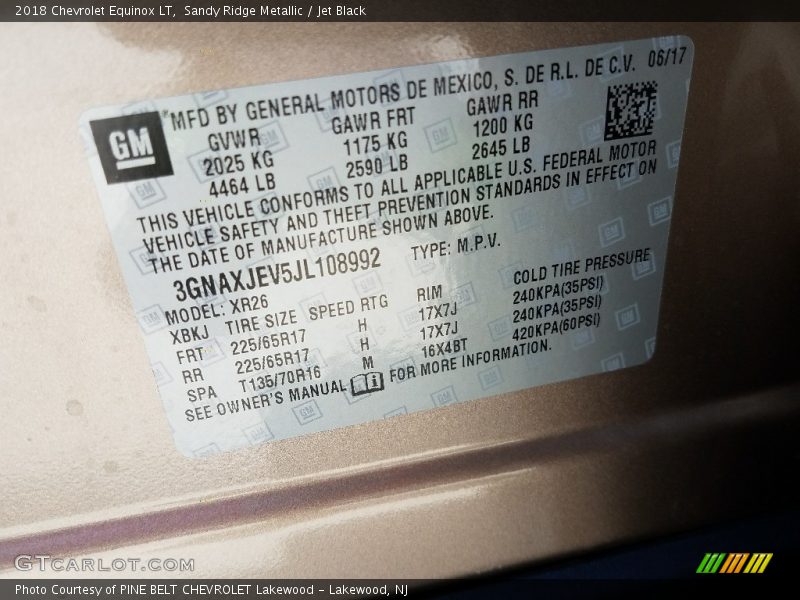 2018 Chevrolet Equinox LT,  Sandy Ridge Metallic / Jet Black
GM
MFD BY GENERAL MOTORS DE MEXICO, S. DE R.L. DE C.V. 06/17
GVWR GAWR FRT GAWR RR
2025 KG 1175 KG 1200 KG
4464 LB 2590 LB 2645 LB
THIS VEHICLE CONFORMS TO ALL APPLICABLE U.S. FEDERAL MOTOR
VEHICLE SAFETY AND THEFT PREVENTION STANDARDS IN EFFECT ON
THE DATE OF MANUFACTURE SHOWN ABOVE.
3GNAXJEV5JL108992 TYPE: M.P.V.
MODEL: XR26
XBKJ TIRE SIZE SPEED RTG RIM COLD TIRE PRESSURE
FRT 225/65R17 H 17X7J 240KPA(35PSI)
RR 225/65R17 H 17X7J 240KPA(35PSI)
SPA T135/70R16 M 16X4BT 420KPA(60PSI)
SEE OWNER'S MANUAL FOR MORE INFORMATION.
GTCARLOT.COM
Photo Courtesy of PINE BELT CHEVROLET Lakewood - Lakewood, NJ